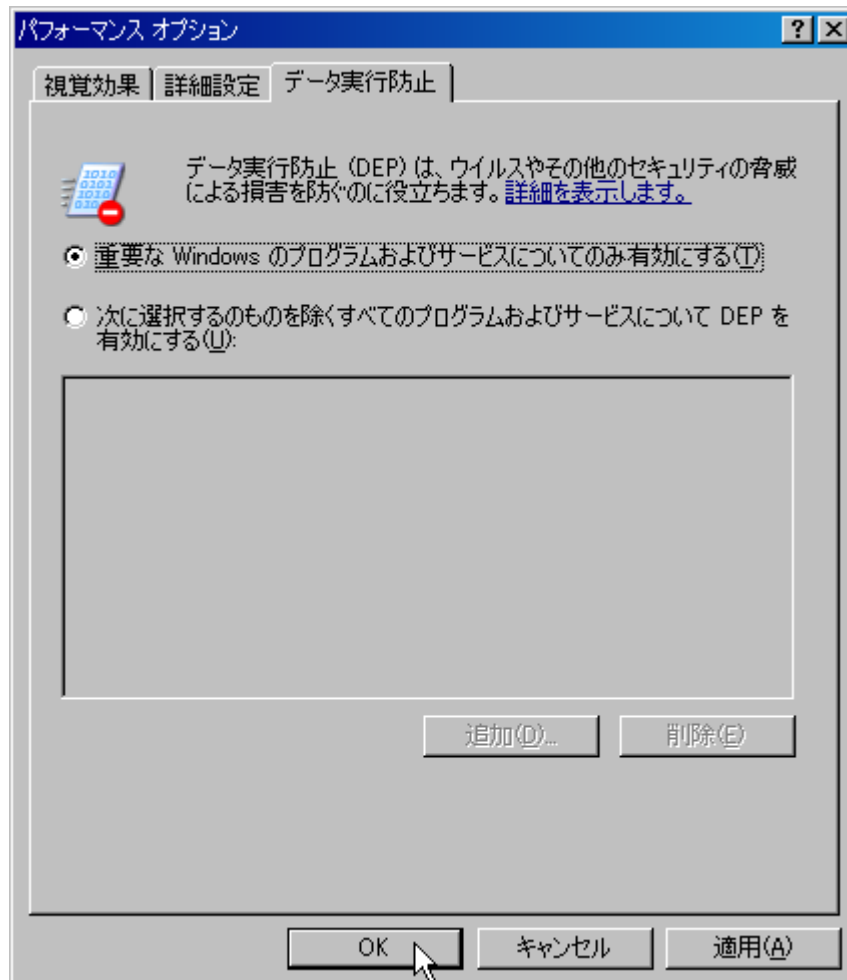 パフォーマンス オプション
視覚効果 詳細設定 データ実行防止
1010
0101
データ実行防止 (DEP) は、ウイルスやその他のセキュリティの脅威
による損害を防ぐのに役立ちます。詳細を表示します。
重要な Windows のプログラムおよびサービスについてのみ有効にする(T)
次に選択するのものを除くすべてのプログラムおよびサービスについて DEP を
有効にする(U):
追加(D)... 削除(E)
OK キャンセル 適用(A)